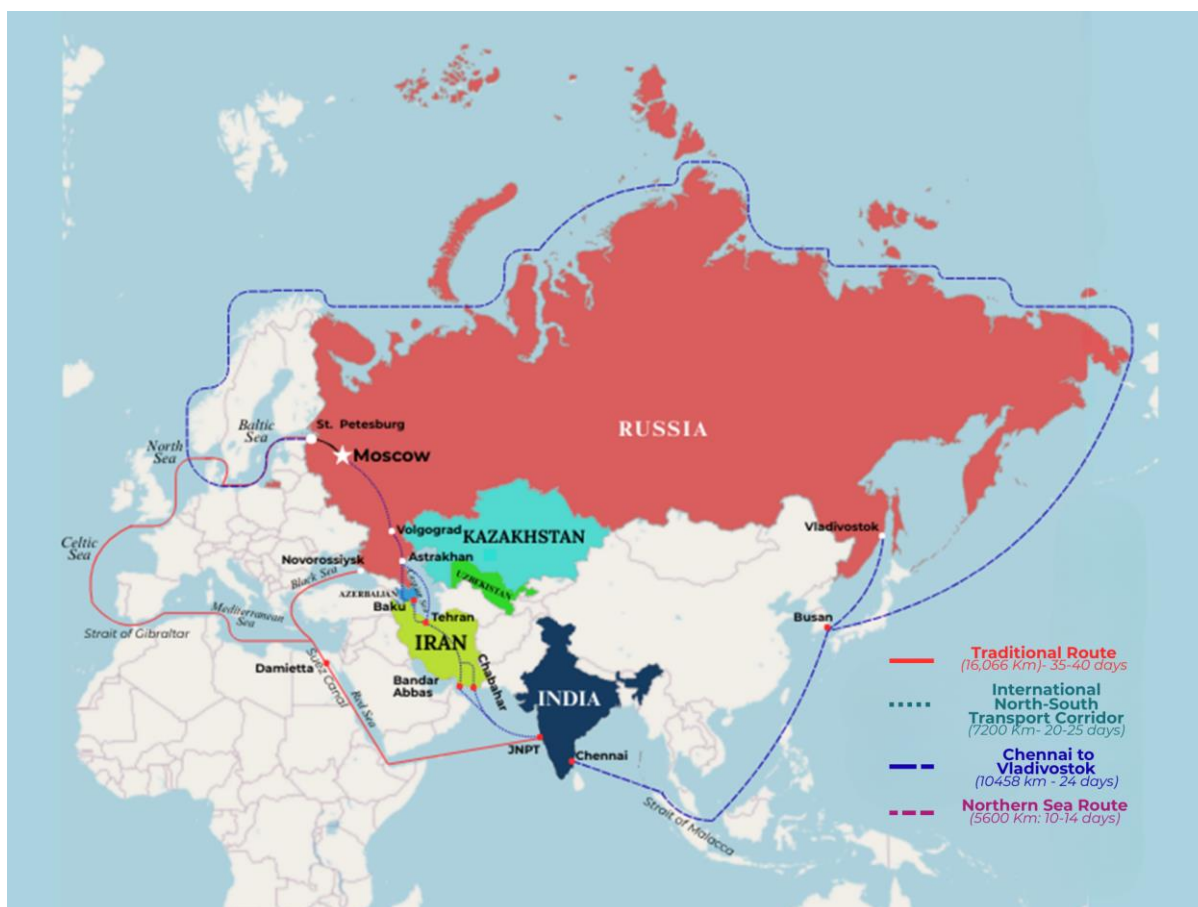 RUSSIA
St. Petesburg
Moscow
Baltic
Sea
North
Sea
Celtic
Sea
Volgograd
KAZAKHSTAN
Vladivostok
Novorossiysk
Astrakhan
Black Sea
Caspian Sea
UZBEKISTAN
AZERBAIJAN
Baku
Tehran
Mediterranean
Sea
Strait of Gibraltar
Busan
IRAN
Damietta
Suez Canal
Red Sea
Bandar
Abbas
Chabahar
INDIA
JNPT
Chennai
Strait of Malacca
Traditional Route
(16,066 Km)- 35-40 days
International
North-South
Transport Corridor
(7200 Km- 20-25 days)
Chennai to
Vladivostok
(10458 km - 24 days)
Northern Sea Route
(5600 Km: 10-14 days)